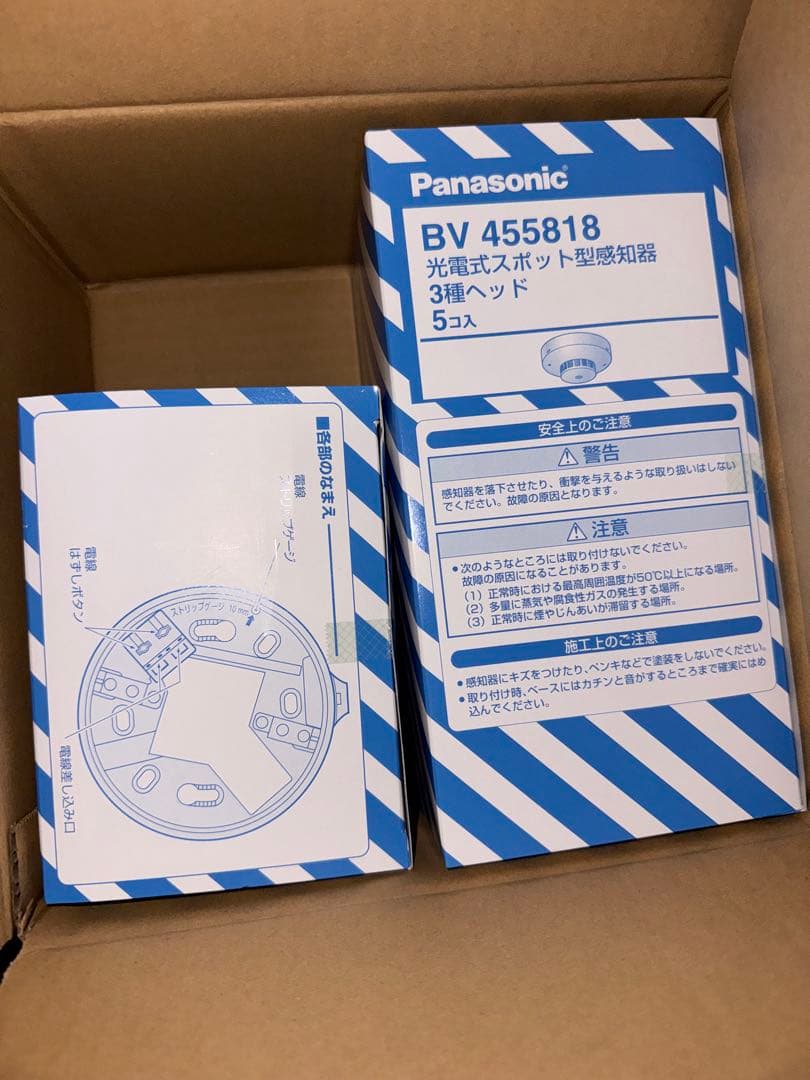 Panasonic
BV 455818
光電式スポット型感知器
3種ヘッド
5コ入
安全上のご注意
警告
感知器を落下させたり、衝撃を与えるような取り扱いはしない
でください。故障の原因となります。
注意
●次のようなところには取り付けないでください。
故障の原因になることがあります。
(1) 正常時における最高周囲温度が50℃以上になる場所。
(2) 多量に蒸気や腐食性ガスの発生する場所。
(3) 正常時に煙やじんあいが滞留する場所。
施工上のご注意
●感知器にキズをつけたり、ペンキなどで塗装をしないでください。
●取り付け時、ベースにはカチンと音がするところまで確実にはめ
込んでください。
■各部のなまえ
電線
ストリップゲージ
ストリップゲージ 10mm
電線
はずしボタン
電線差し込み口